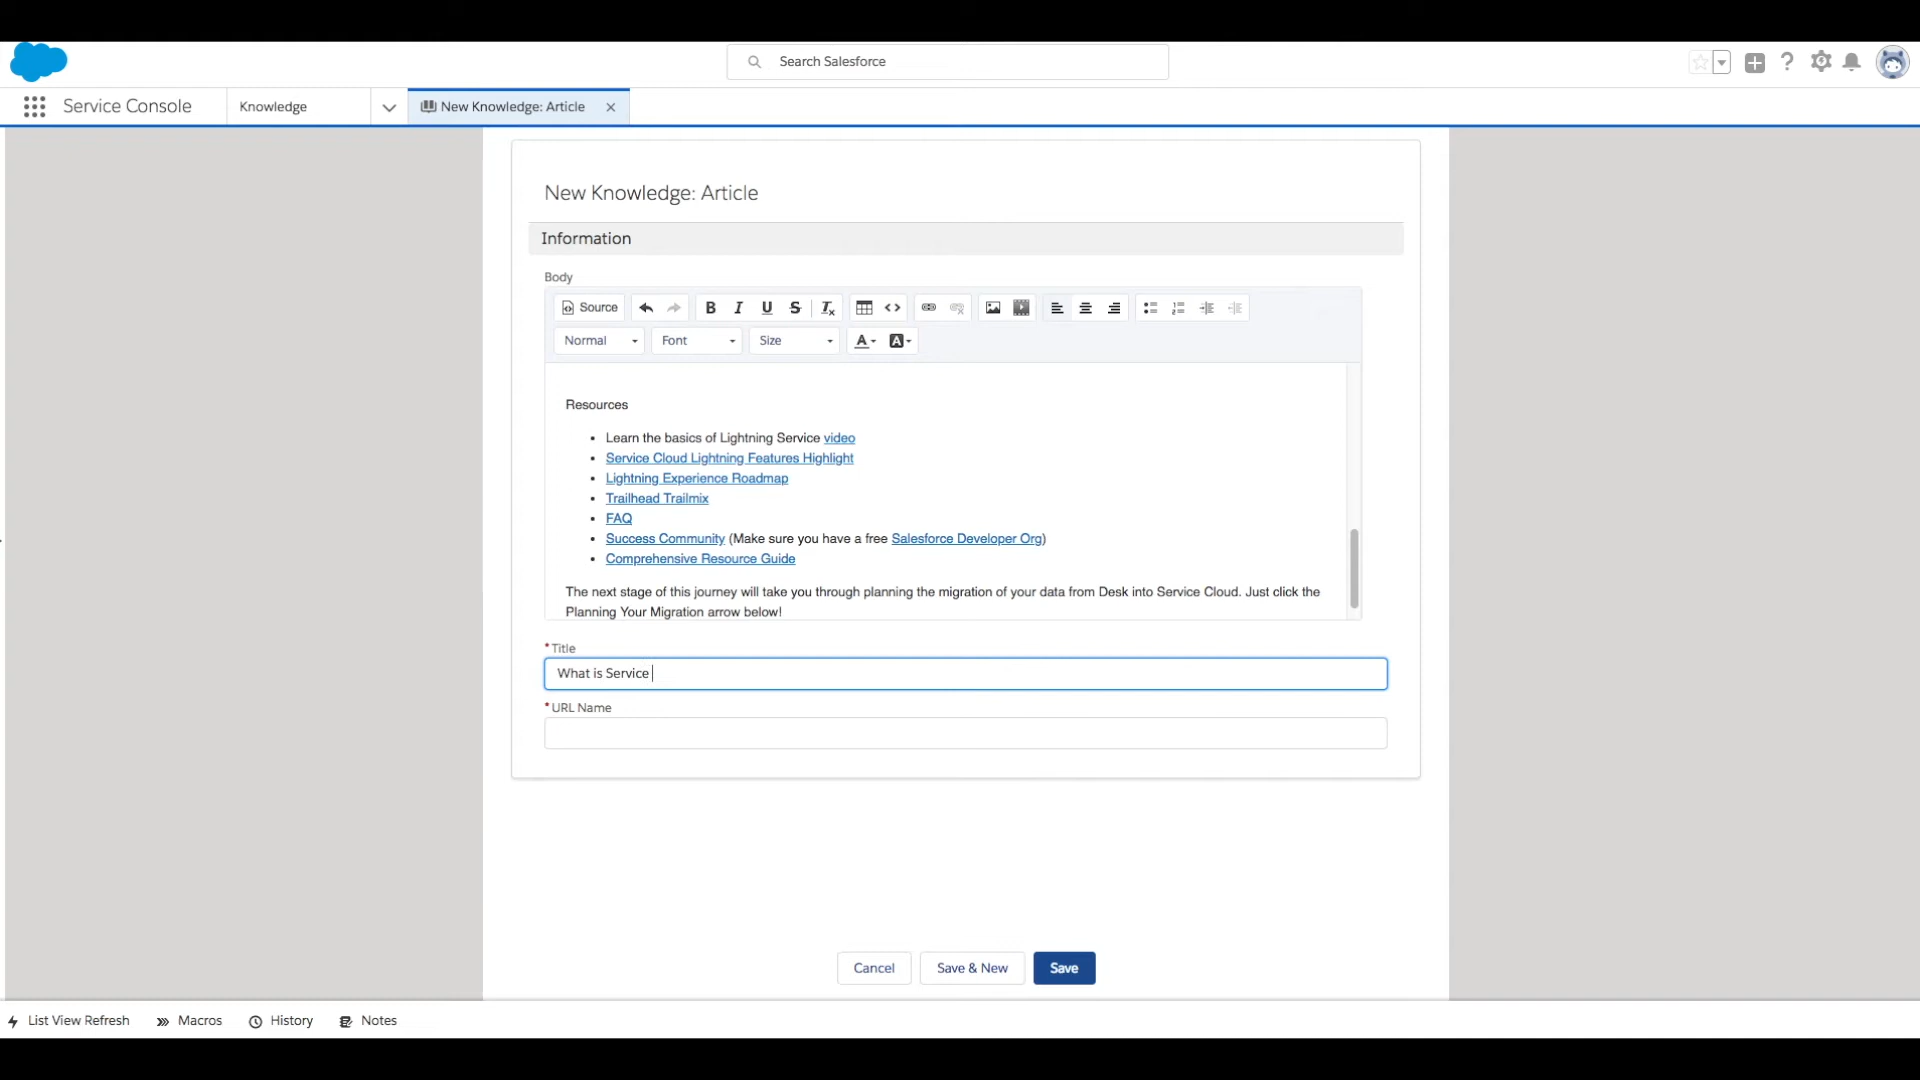 Search Salesforce
Service Console
Knowledge
New Knowledge: Article
New Knowledge: Article
Information
Body
Source
Normal
Font
Size
Resources
• Learn the basics of Lightning Service video
• Service Cloud Lightning Features Highlight
• Lightning Experience Roadmap
• Trailhead Trailmix
• FAQ
• Success Community (Make sure you have a free Salesforce Developer Org)
• Comprehensive Resource Guide
The next stage of this journey will take you through planning the migration of your data from Desk into Service Cloud. Just click the
Planning Your Migration arrow below!
* Title
What is Service
* URL Name
Cancel
Save & New
Save
List View Refresh
Macros
History
Notes